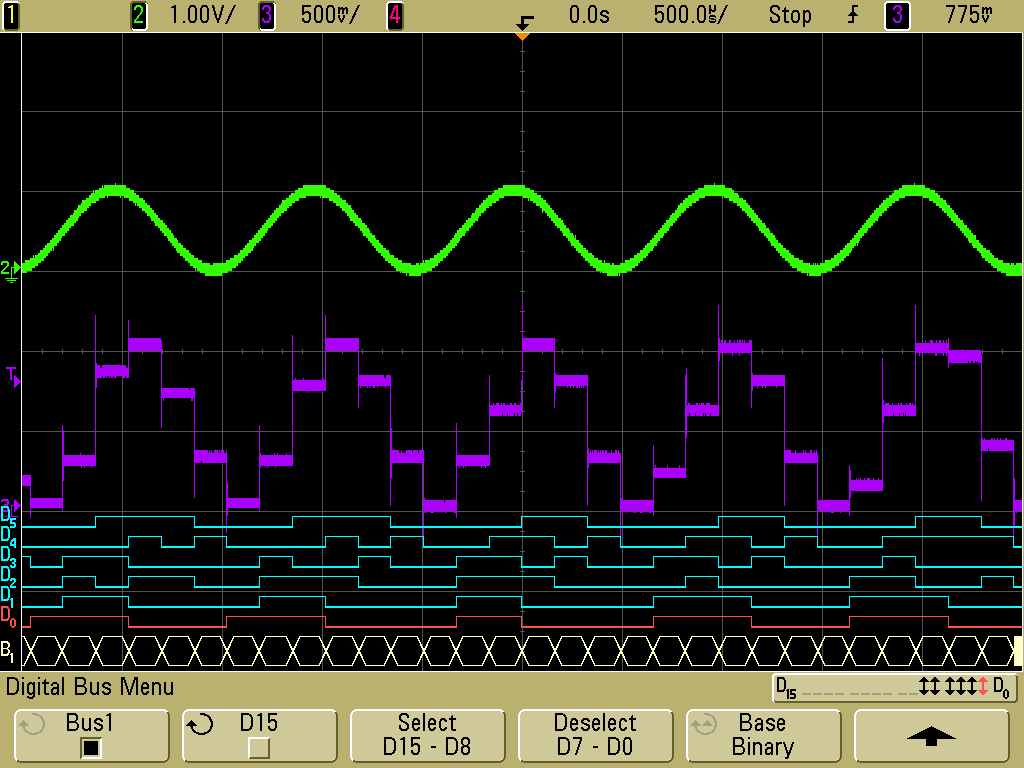 1 2 1.00V/ 3 500mV/ 4 0.0s 500.0µs/ Stop 3 775mV
2
T
3
D5
D4
D3
D2
D1
D0
B1
Digital Bus Menu
D15 D0
Bus1 D15 Select Deselect Base
D15 - D8 D7 - D0 Binary